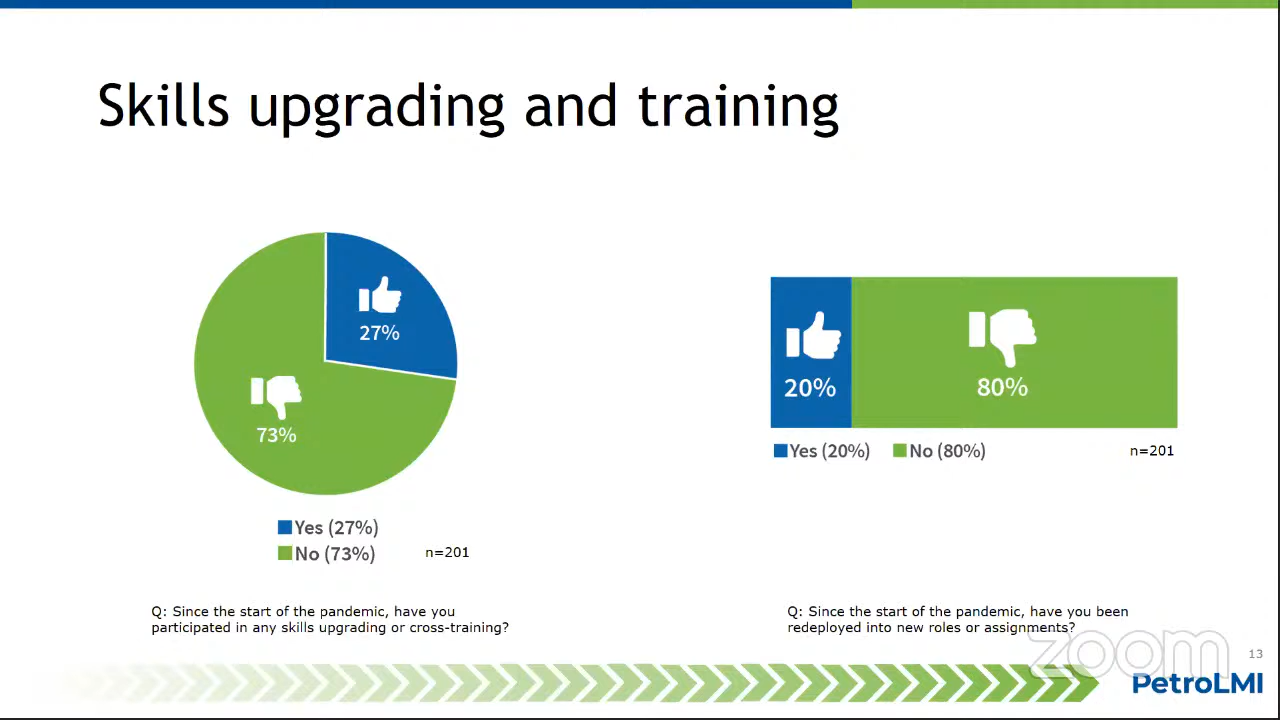 Skills upgrading and training
27%
73%
Yes (27%)
No (73%)
n=201
Q: Since the start of the pandemic, have you
participated in any skills upgrading or cross-training?
20%
80%
Yes (20%) No (80%)
n=201
Q: Since the start of the pandemic, have you been
redeployed into new roles or assignments?
zoom
13
PetroLMI